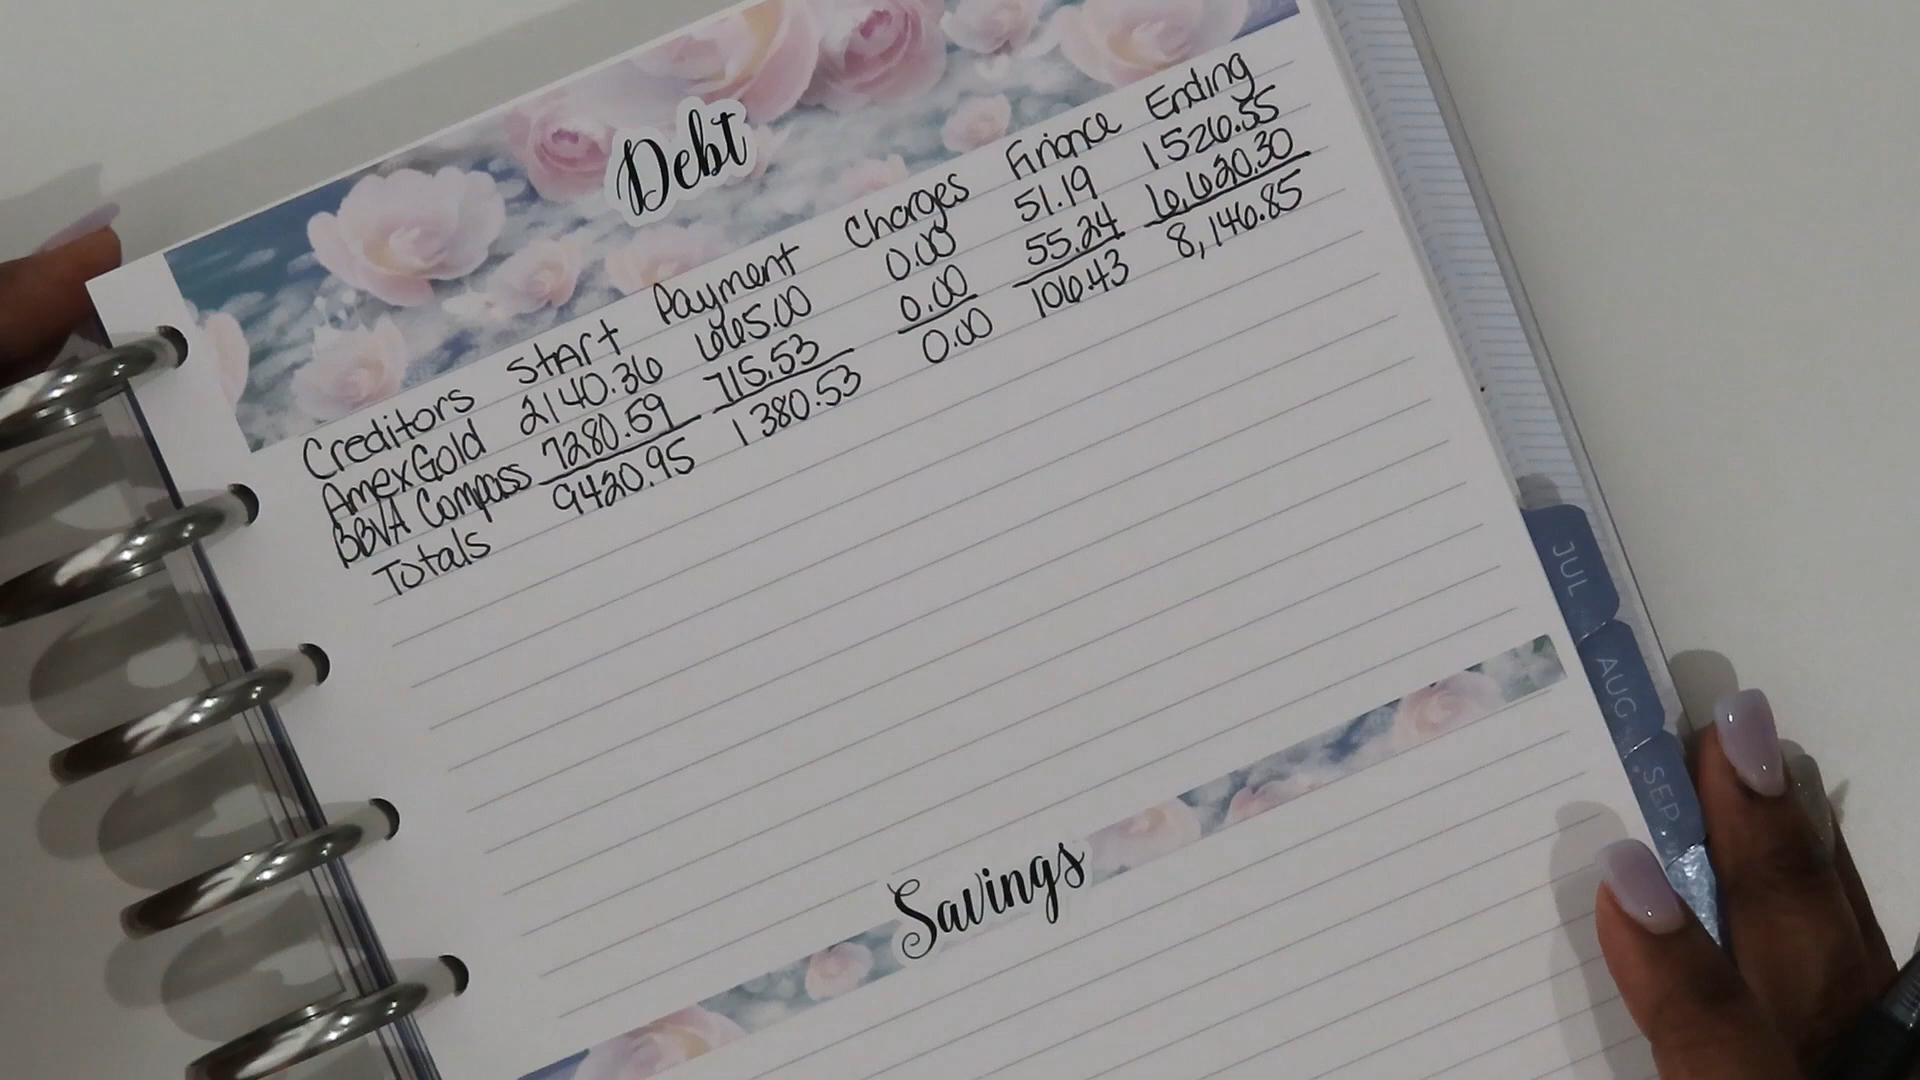 Debt
Creditors Start Payment Charges Finance Ending
Amex Gold 2140.36 665.00 0.00 51.19 1526.55
BBVA Compass 7280.59 715.53 0.00 55.24 6,620.30
Totals 9420.95 1380.53 0.00 106.43 8,146.85
Savings
JUL
AUG
SEP